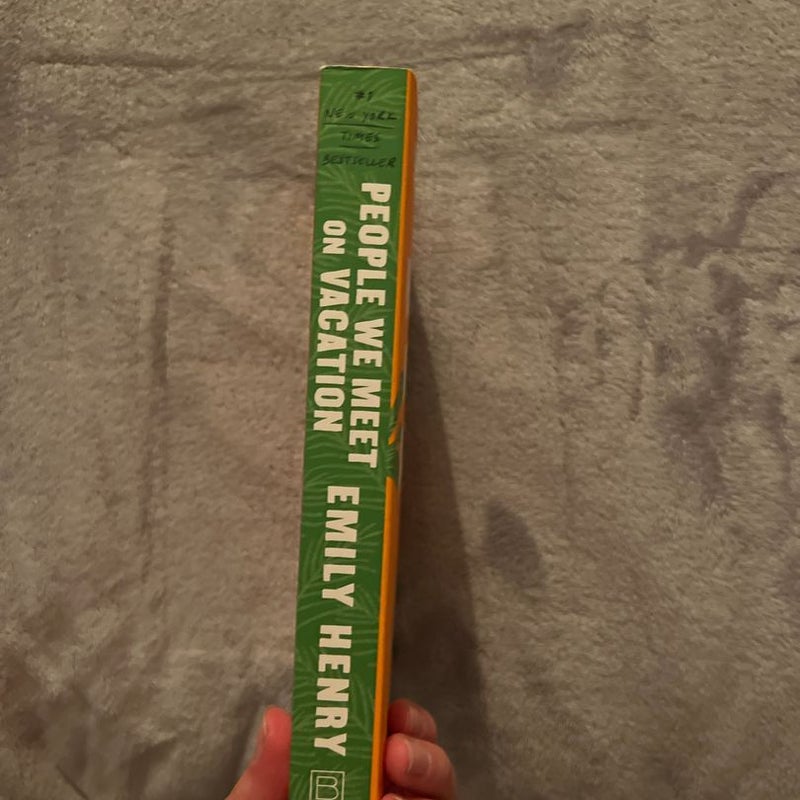 #1
NEW YORK
TIMES
BESTSELLER
PEOPLE WE MEET
ON VACATION
EMILY HENRY
B